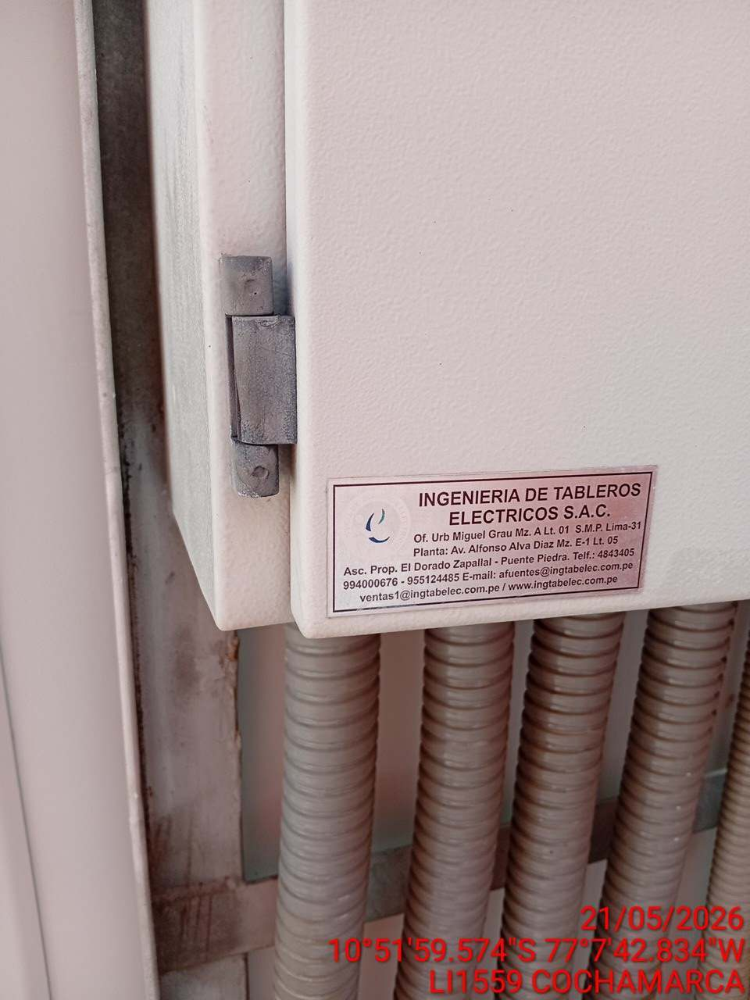 INGENIERIA DE TABLEROS
ELECTRICOS S.A.C.
Of. Urb Miguel Grau Mz. A Lt. 01 S.M.P. Lima-31
Planta: Av. Alfonso Alva Diaz Mz. E-1 Lt. 05
Asc. Prop. El Dorado Zapallal - Puente Piedra. Telf.: 4843405
994000676 - 955124485 E-mail: afuentes@ingtabelec.com.pe
ventas1@ingtabelec.com.pe / www.ingtabelec.com.pe
21/05/2026
10°51'59.574"S 77°7'42.834"W
LI1559 COCHAMARCA